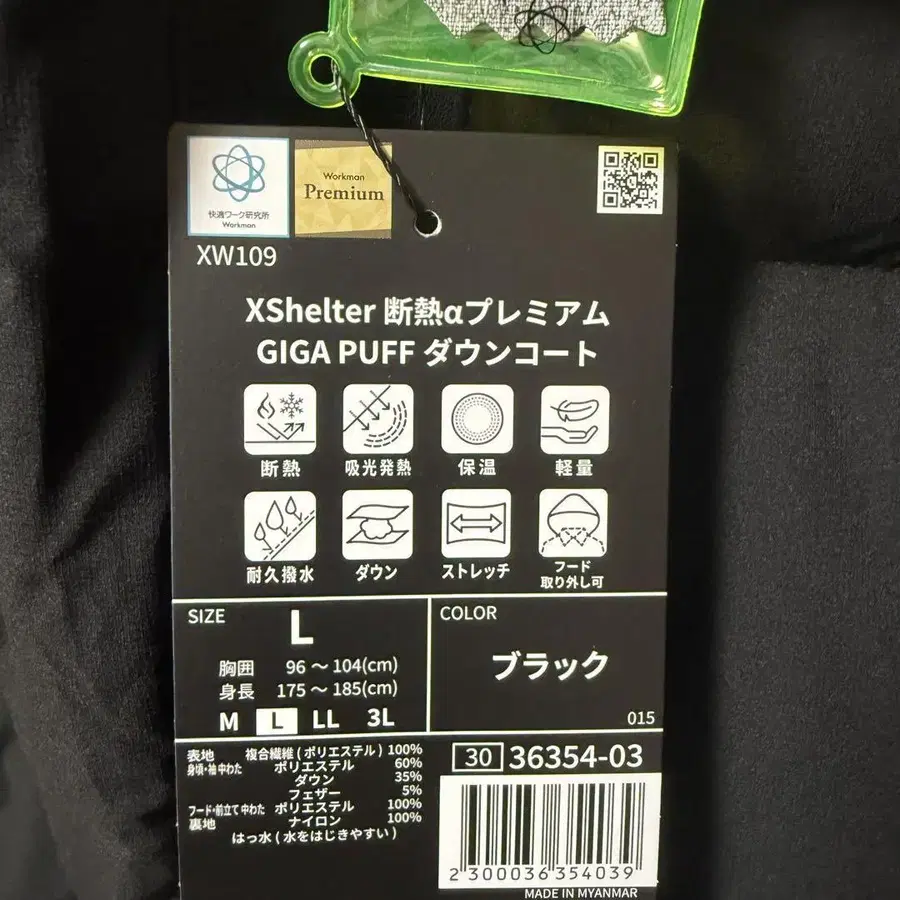 快適ワーク研究所
Workman
Workman
Premium
XW109
XShelter 断熱αプレミアム
GIGA PUFF ダウンコート
断熱 吸光発熱 保温 軽量
耐久撥水 ダウン ストレッチ フード
取り外し可
SIZE
L
胸囲 96 ～ 104(cm)
身長 175 ～ 185(cm)
M L LL 3L
COLOR
ブラック
015
表地 複合繊維 ( ポリエステル ) 100%
身頃・袖 中わた ポリエステル 60%
ダウン 35%
フェザー 5%
フード・前立て 中わた ポリエステル 100%
裏地 ナイロン 100%
はっ水 ( 水をはじきやすい )
30 36354-03
2 300036 354039
MADE IN MYANMAR